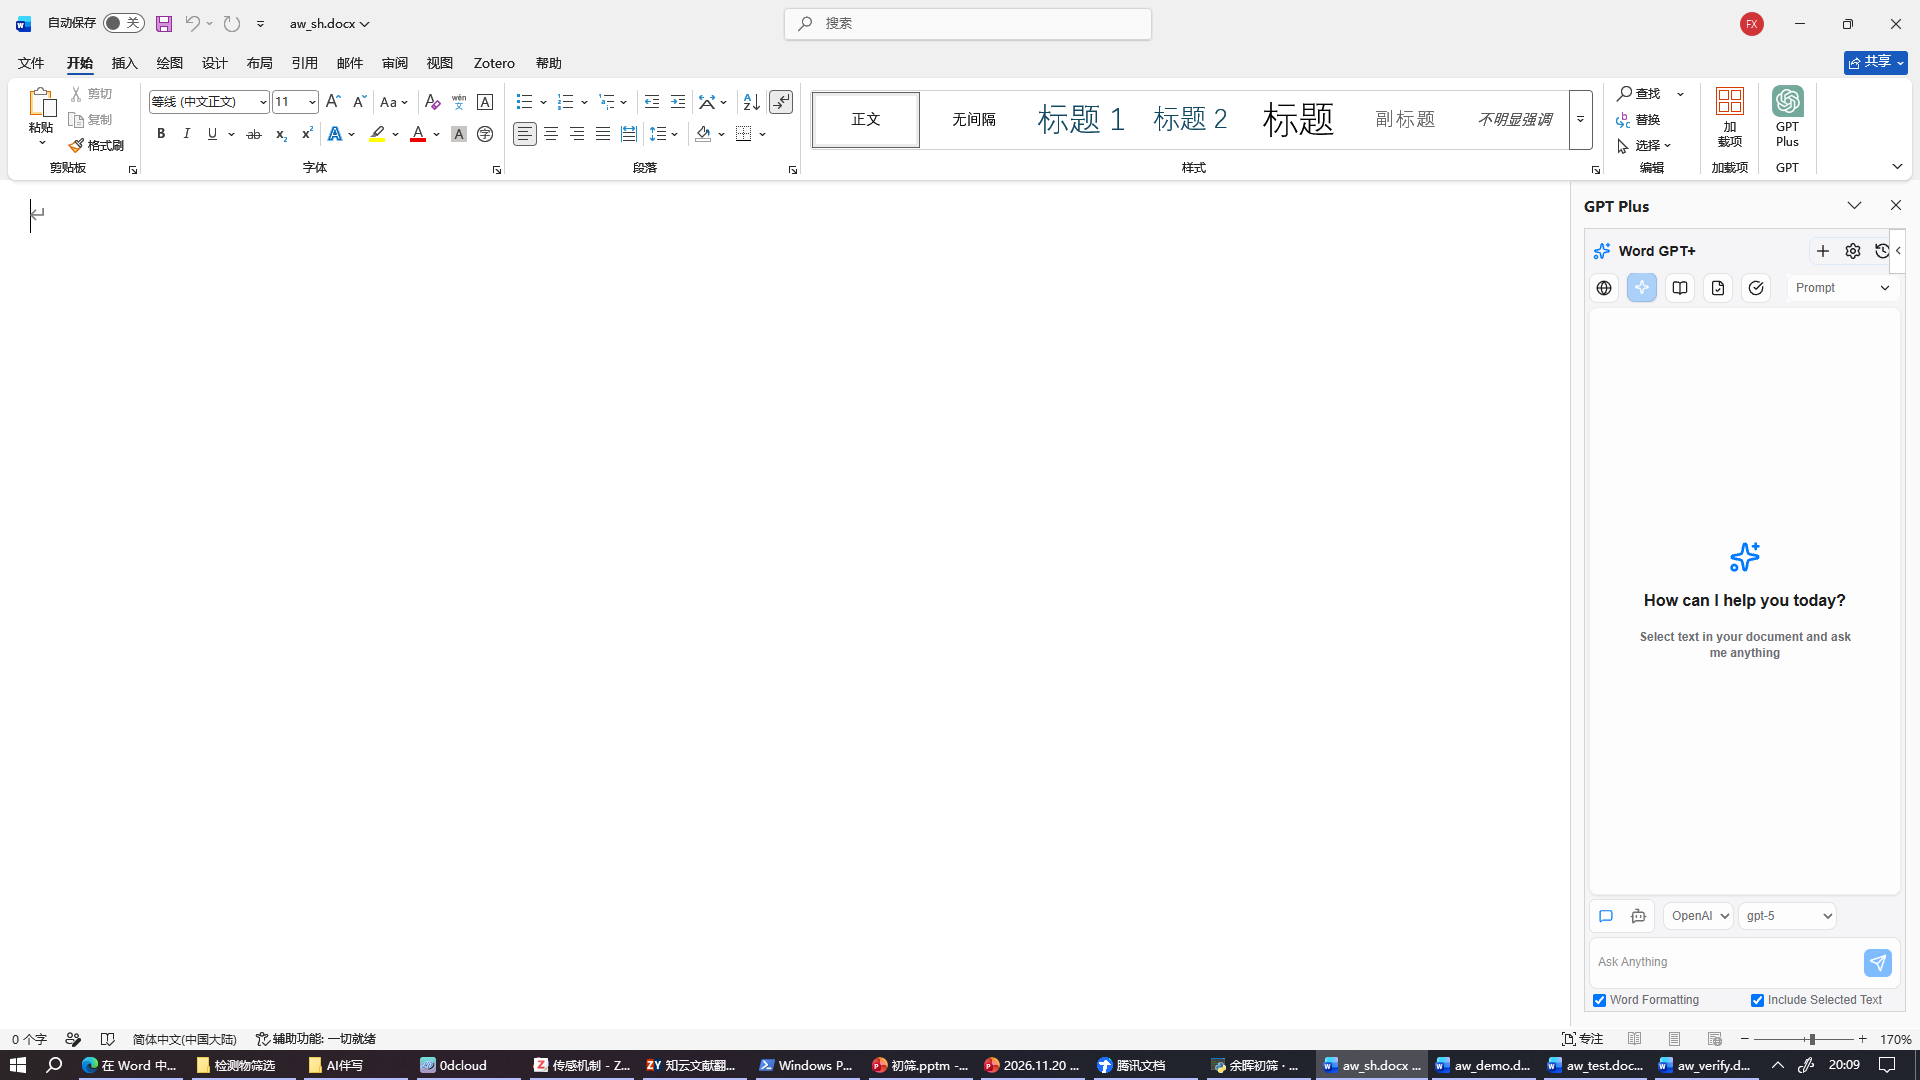 自动保存 关 aw_sh.docx 搜索 FX
文件 开始 插入 绘图 设计 布局 引用 邮件 审阅 视图 Zotero 帮助 共享
粘贴 剪切 复制 格式刷
剪贴板
等线 (中文正文) 11 Aa wén 文 A
B I U ab x₂ x² A A A 字
字体
段落
正文 无间隔 标题 1 标题 2 标题 副标题 不明显强调
样式
查找
替换
选择
编辑
加载项
加载项
GPT Plus
GPT
GPT Plus
Word GPT+
Prompt
How can I help you today?
Select text in your document and ask
me anything
OpenAI gpt-5
Ask Anything
Word Formatting Include Selected Text
0 个字 简体中文(中国大陆) 辅助功能: 一切就绪 专注 170%
在 Word 中... 检测物筛选 AI伴写 0dcloud 传感机制 - Z... 知云文献翻... Windows P... 初筛.pptm -... 2026.11.20 ... 腾讯文档 余晖初筛 · ... aw_sh.docx ... aw_demo.d... aw_test.doc... aw_verify.d... 20:09